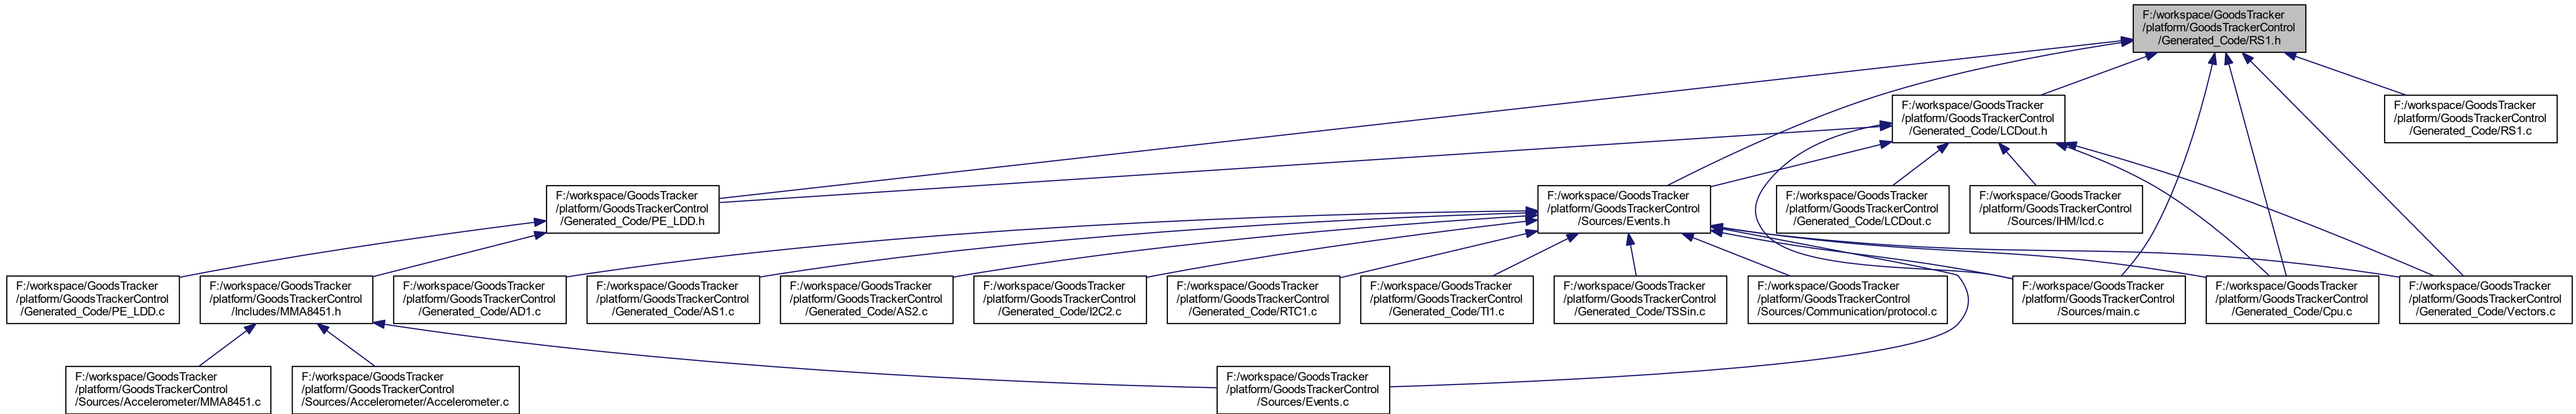 F:/workspace/GoodsTracker
/platform/GoodsTrackerControl
/Generated_Code/RS1.h
F:/workspace/GoodsTracker
/platform/GoodsTrackerControl
/Generated_Code/LCDout.h
F:/workspace/GoodsTracker
/platform/GoodsTrackerControl
/Generated_Code/RS1.c
F:/workspace/GoodsTracker
/platform/GoodsTrackerControl
/Generated_Code/PE_LDD.h
F:/workspace/GoodsTracker
/platform/GoodsTrackerControl
/Sources/Events.h
F:/workspace/GoodsTracker
/platform/GoodsTrackerControl
/Generated_Code/LCDout.c
F:/workspace/GoodsTracker
/platform/GoodsTrackerControl
/Sources/IHM/lcd.c
F:/workspace/GoodsTracker
/platform/GoodsTrackerControl
/Generated_Code/PE_LDD.c
F:/workspace/GoodsTracker
/platform/GoodsTrackerControl
/Includes/MMA8451.h
F:/workspace/GoodsTracker
/platform/GoodsTrackerControl
/Generated_Code/AD1.c
F:/workspace/GoodsTracker
/platform/GoodsTrackerControl
/Generated_Code/AS1.c
F:/workspace/GoodsTracker
/platform/GoodsTrackerControl
/Generated_Code/AS2.c
F:/workspace/GoodsTracker
/platform/GoodsTrackerControl
/Generated_Code/I2C2.c
F:/workspace/GoodsTracker
/platform/GoodsTrackerControl
/Generated_Code/RTC1.c
F:/workspace/GoodsTracker
/platform/GoodsTrackerControl
/Generated_Code/TI1.c
F:/workspace/GoodsTracker
/platform/GoodsTrackerControl
/Generated_Code/TSSin.c
F:/workspace/GoodsTracker
/platform/GoodsTrackerControl
/Sources/Communication/protocol.c
F:/workspace/GoodsTracker
/platform/GoodsTrackerControl
/Sources/main.c
F:/workspace/GoodsTracker
/platform/GoodsTrackerControl
/Generated_Code/Cpu.c
F:/workspace/GoodsTracker
/platform/GoodsTrackerControl
/Generated_Code/Vectors.c
F:/workspace/GoodsTracker
/platform/GoodsTrackerControl
/Sources/Accelerometer/MMA8451.c
F:/workspace/GoodsTracker
/platform/GoodsTrackerControl
/Sources/Accelerometer/Accelerometer.c
F:/workspace/GoodsTracker
/platform/GoodsTrackerControl
/Sources/Events.c